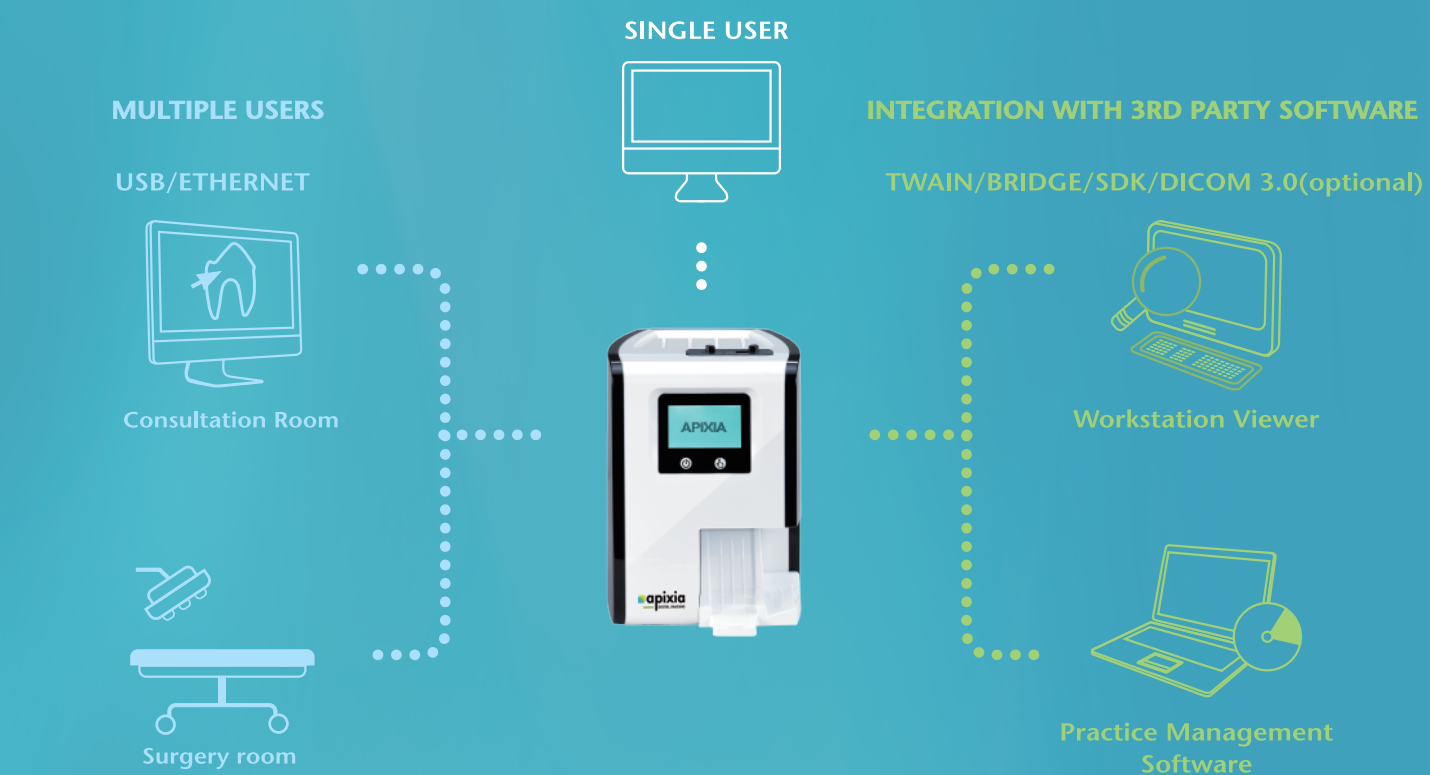 SINGLE USER
MULTIPLE USERS
USB/ETHERNET
Consultation Room
Surgery room
APIXIA
apixia
INTEGRATION WITH 3RD PARTY SOFTWARE
TWAIN/BRIDGE/SDK/DICOM 3.0(optional)
Workstation Viewer
Practice Management
Software